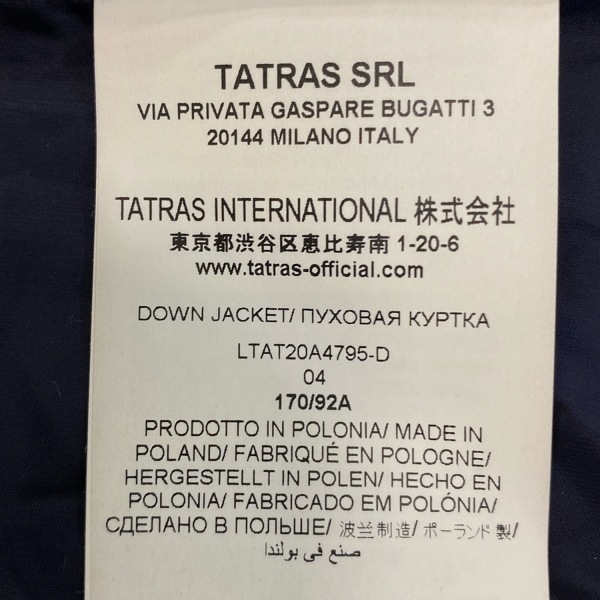 TATRAS SRL
VIA PRIVATA GASPARE BUGATTI 3
20144 MILANO ITALY
TATRAS INTERNATIONAL 株式会社
東京都渋谷区恵比寿南 1-20-6
www.tatras-official.com
DOWN JACKET/ ПУХОВАЯ КУРТКА
LTAT20A4795-D
04
170/92A
PRODOTTO IN POLONIA/ MADE IN
POLAND/ FABRIQUÉ EN POLOGNE/
HERGESTELLT IN POLEN/ HECHO EN
POLONIA/ FABRICADO EM POLÓNIA/
СДЕЛАНО В ПОЛЬШЕ/ 波兰制造/ ポーランド製/
صنع في بولندا